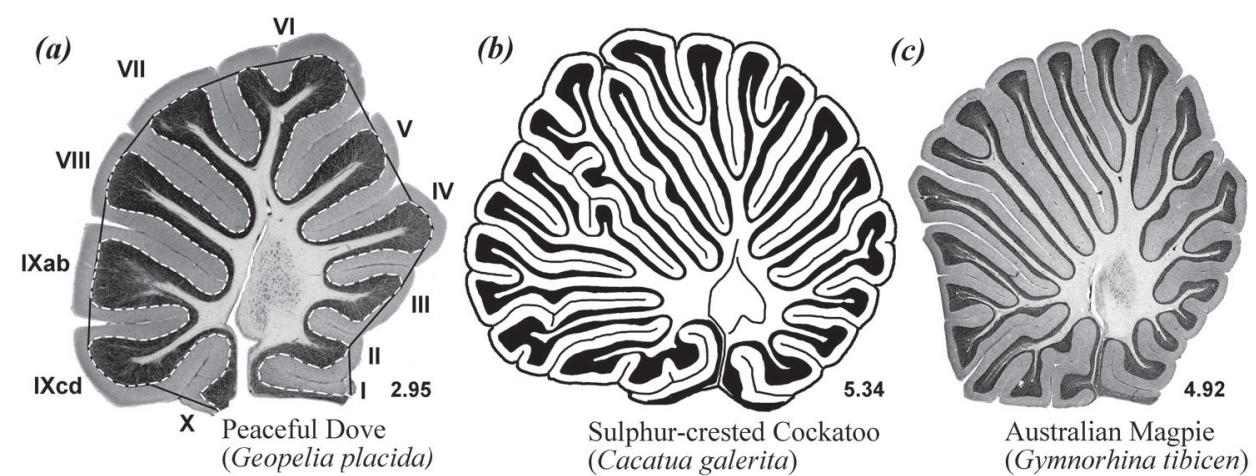 (a)
VI
VII
V
VIII
IV
IXab
III
II
IXcd
I
X
2.95
Peaceful Dove
(Geopelia placida)
(b)
5.34
Sulphur-crested Cockatoo
(Cacatua galerita)
(c)
4.92
Australian Magpie
(Gymnorhina tibicen)